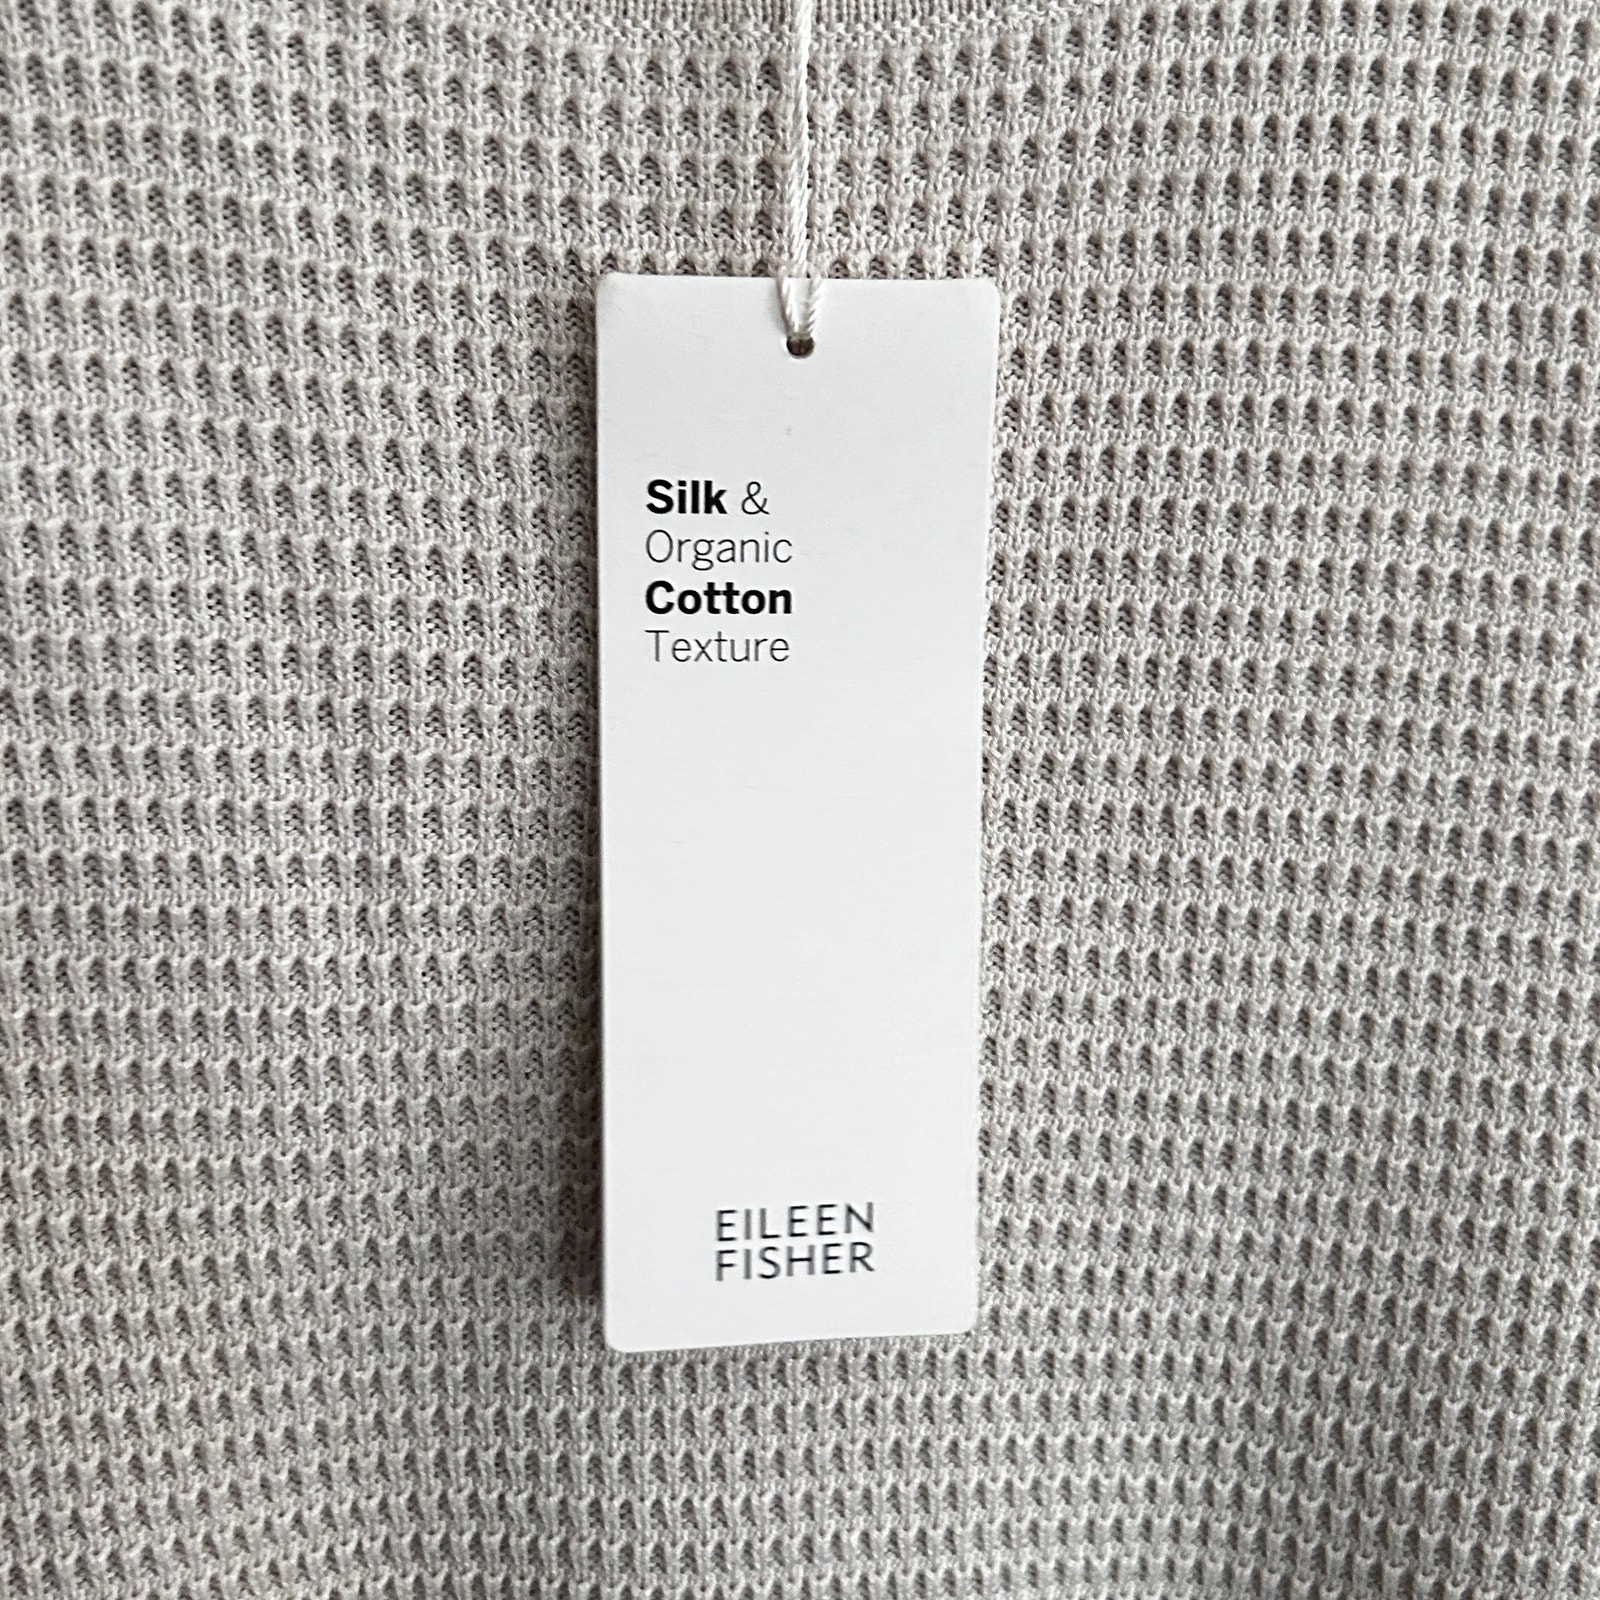 Silk &
Organic
Cotton
Texture
EILEEN
FISHER